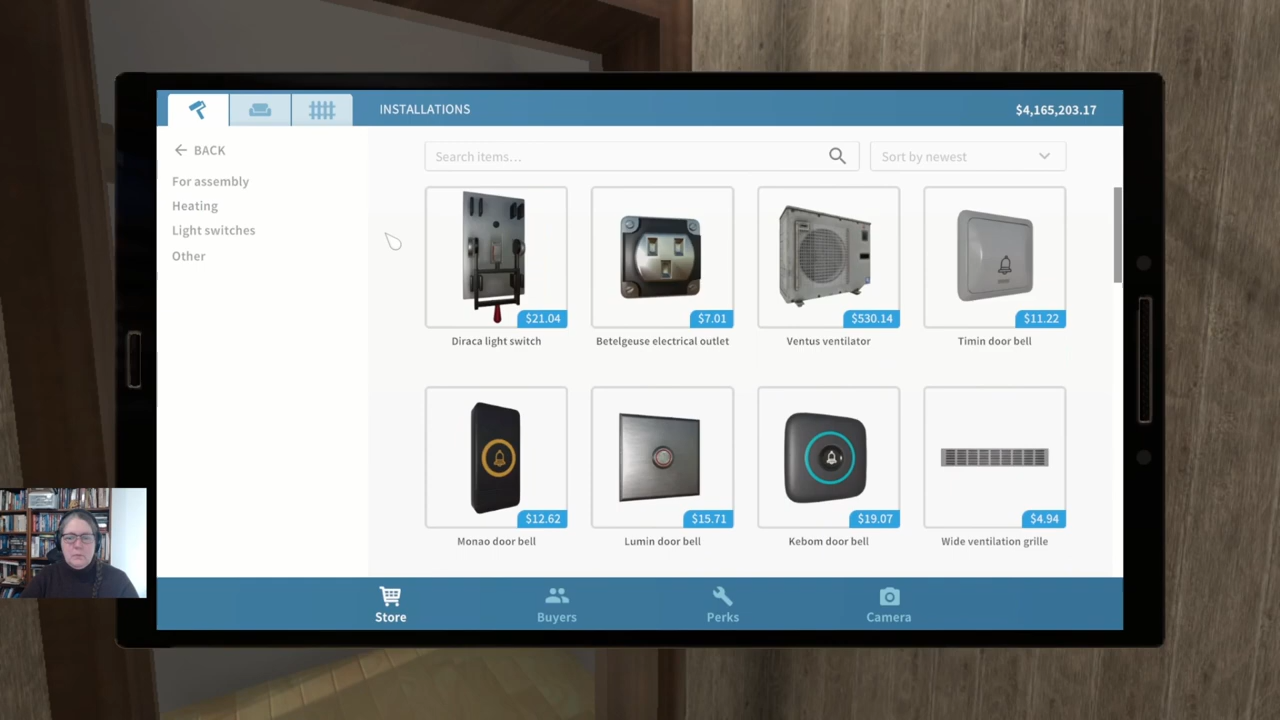 INSTALLATIONS
$4,165,203.17
BACK
For assembly
Heating
Light switches
Other
Search items...
Sort by newest
$21.04
$7.01
$530.14
$11.22
Diraca light switch
Betelgeuse electrical outlet
Ventus ventilator
Timin door bell
$12.62
$15.71
$19.07
$4.94
Monao door bell
Lumin door bell
Kebom door bell
Wide ventilation grille
Store
Buyers
Perks
Camera